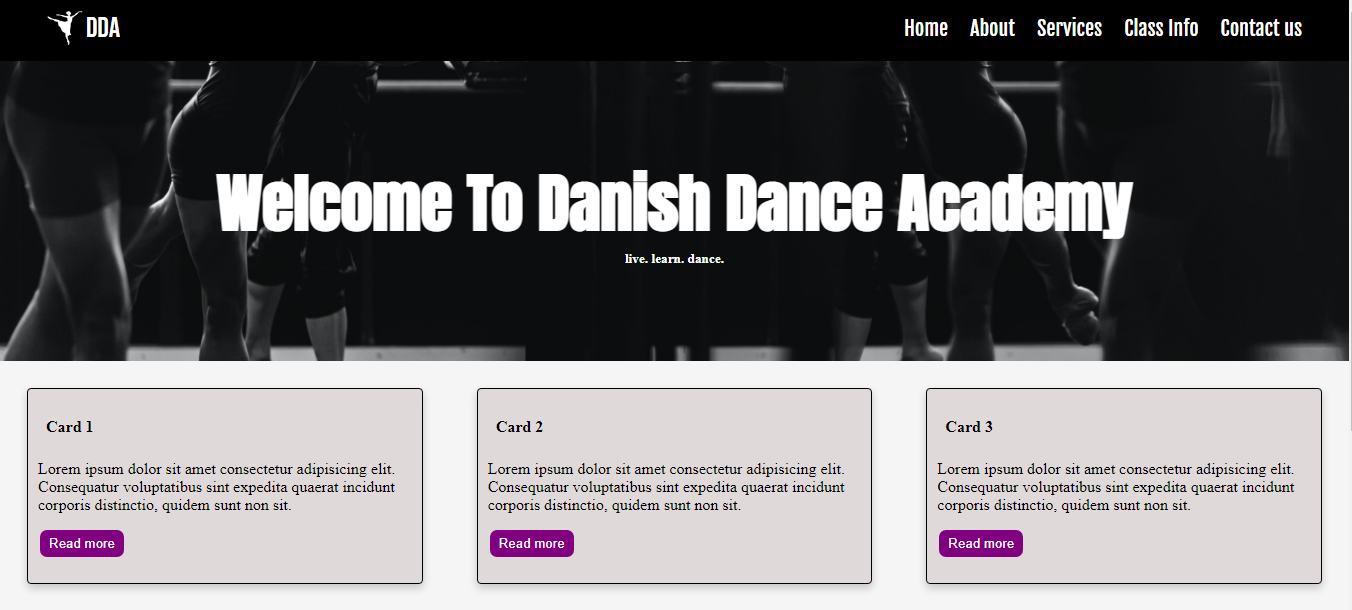 DDA
Home About Services Class Info Contact us
Welcome To Danish Dance Academy
live. learn. dance.
Card 1
Lorem ipsum dolor sit amet consectetur adipisicing elit.
Consequatur voluptatibus sint expedita quaerat incidunt
corporis distinctio, quidem sunt non sit.
Read more
Card 2
Lorem ipsum dolor sit amet consectetur adipisicing elit.
Consequatur voluptatibus sint expedita quaerat incidunt
corporis distinctio, quidem sunt non sit.
Read more
Card 3
Lorem ipsum dolor sit amet consectetur adipisicing elit.
Consequatur voluptatibus sint expedita quaerat incidunt
corporis distinctio, quidem sunt non sit.
Read more